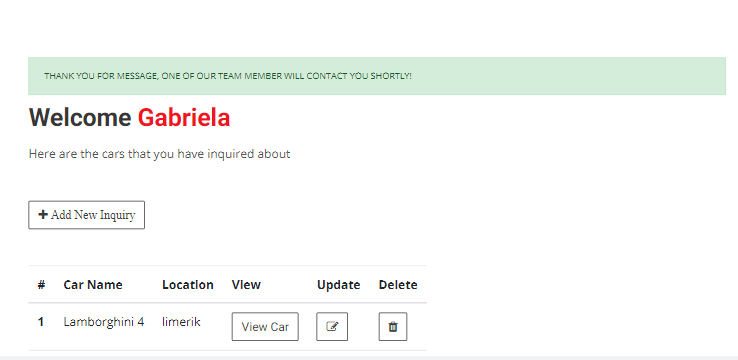 THANK YOU FOR MESSAGE, ONE OF OUR TEAM MEMBER WILL CONTACT YOU SHORTLY!
Welcome Gabriela
Here are the cars that you have inquired about
Add New Inquiry
# Car Name Location View Update Delete
1 Lamborghini 4 limerik View Car